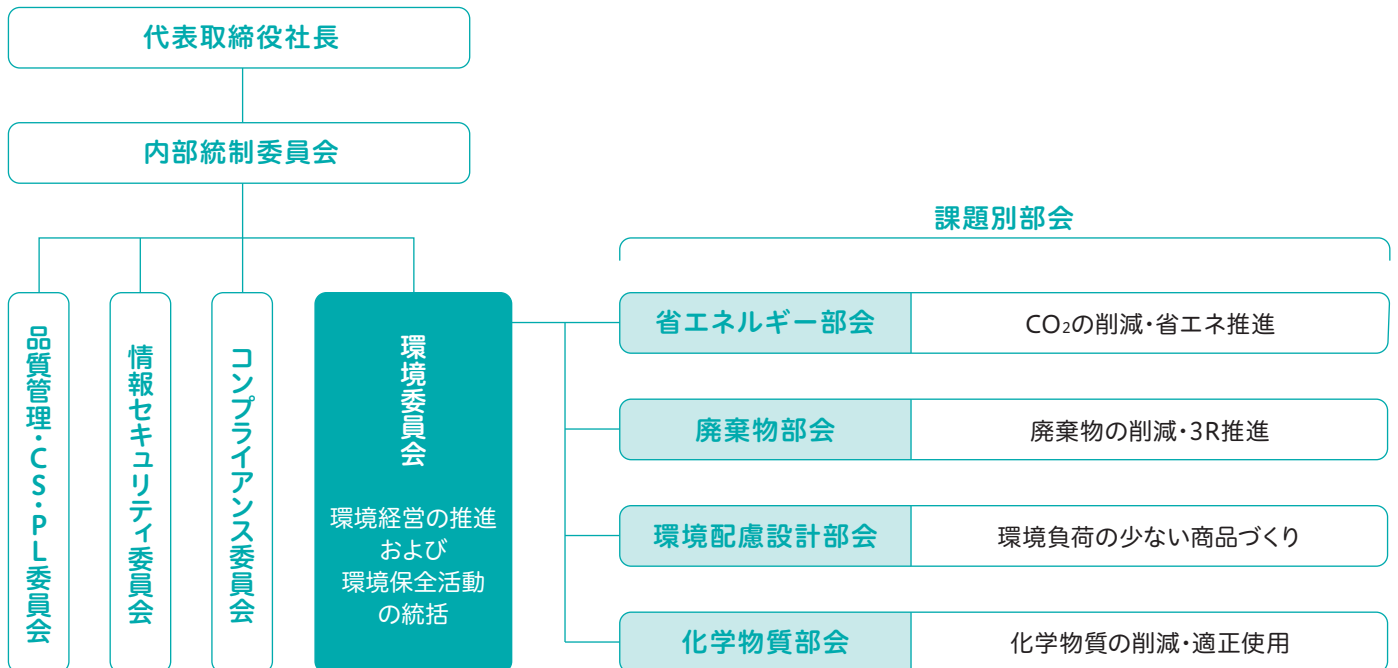 代表取締役社長
内部統制委員会
品質管理・CS・PL委員会
情報セキュリティ委員会
コンプライアンス委員会
環境委員会
環境経営の推進
および
環境保全活動
の統括
課題別部会
省エネルギー部会
CO₂の削減・省エネ推進
廃棄物部会
廃棄物の削減・3R推進
環境配慮設計部会
環境負荷の少ない商品づくり
化学物質部会
化学物質の削減・適正使用